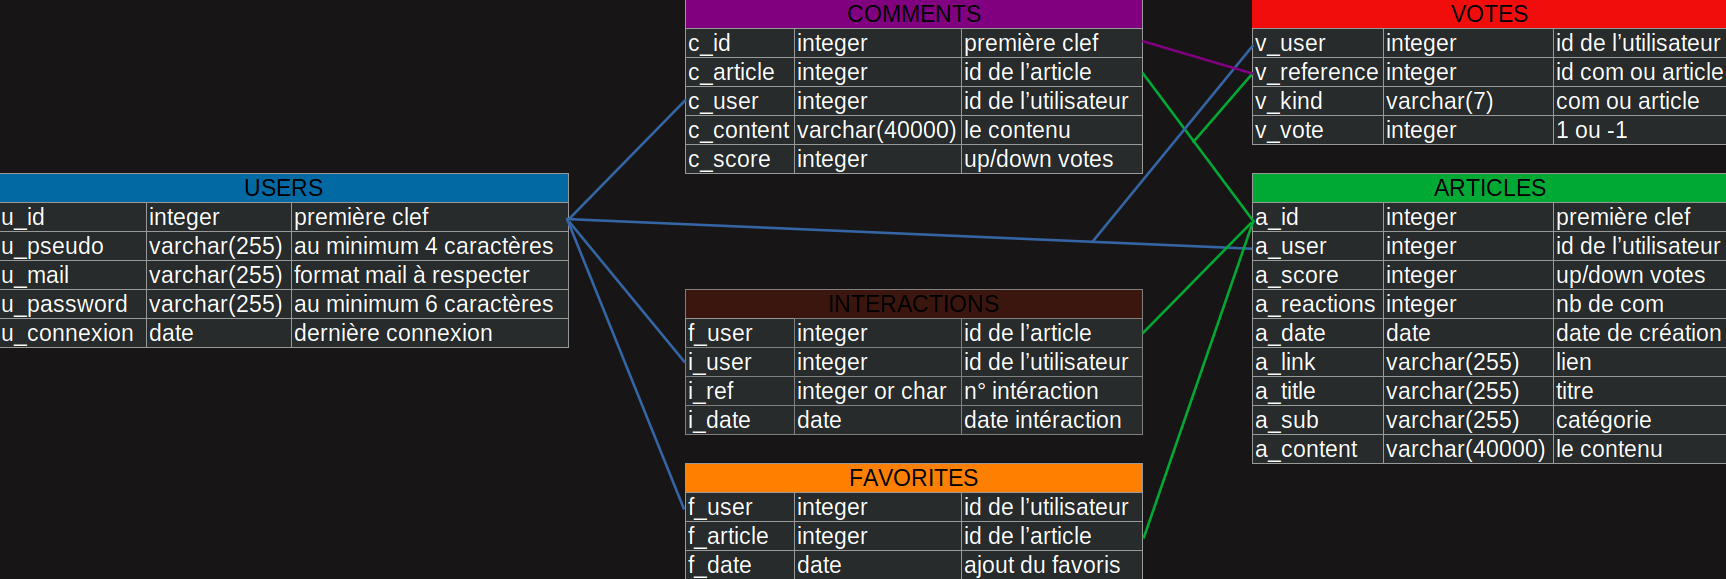 COMMENTS
c_id integer première clef
c_article integer id de l’article
c_user integer id de l’utilisateur
c_content varchar(40000) le contenu
c_score integer up/down votes
VOTES
v_user integer id de l’utilisateur
v_reference integer id com ou article
v_kind varchar(7) com ou article
v_vote integer 1 ou -1
USERS
u_id integer première clef
u_pseudo varchar(255) au minimum 4 caractères
u_mail varchar(255) format mail à respecter
u_password varchar(255) au minimum 6 caractères
u_connexion date dernière connexion
ARTICLES
a_id integer première clef
a_user integer id de l’utilisateur
a_score integer up/down votes
a_reactions integer nb de com
a_date date date de création
a_link varchar(255) lien
a_title varchar(255) titre
a_sub varchar(255) catégorie
a_content varchar(40000) le contenu
INTERACTIONS
f_user integer id de l’article
i_user integer id de l’utilisateur
i_ref integer or char n° intéraction
i_date date date intéraction
FAVORITES
f_user integer id de l’utilisateur
f_article integer id de l’article
f_date date ajout du favoris